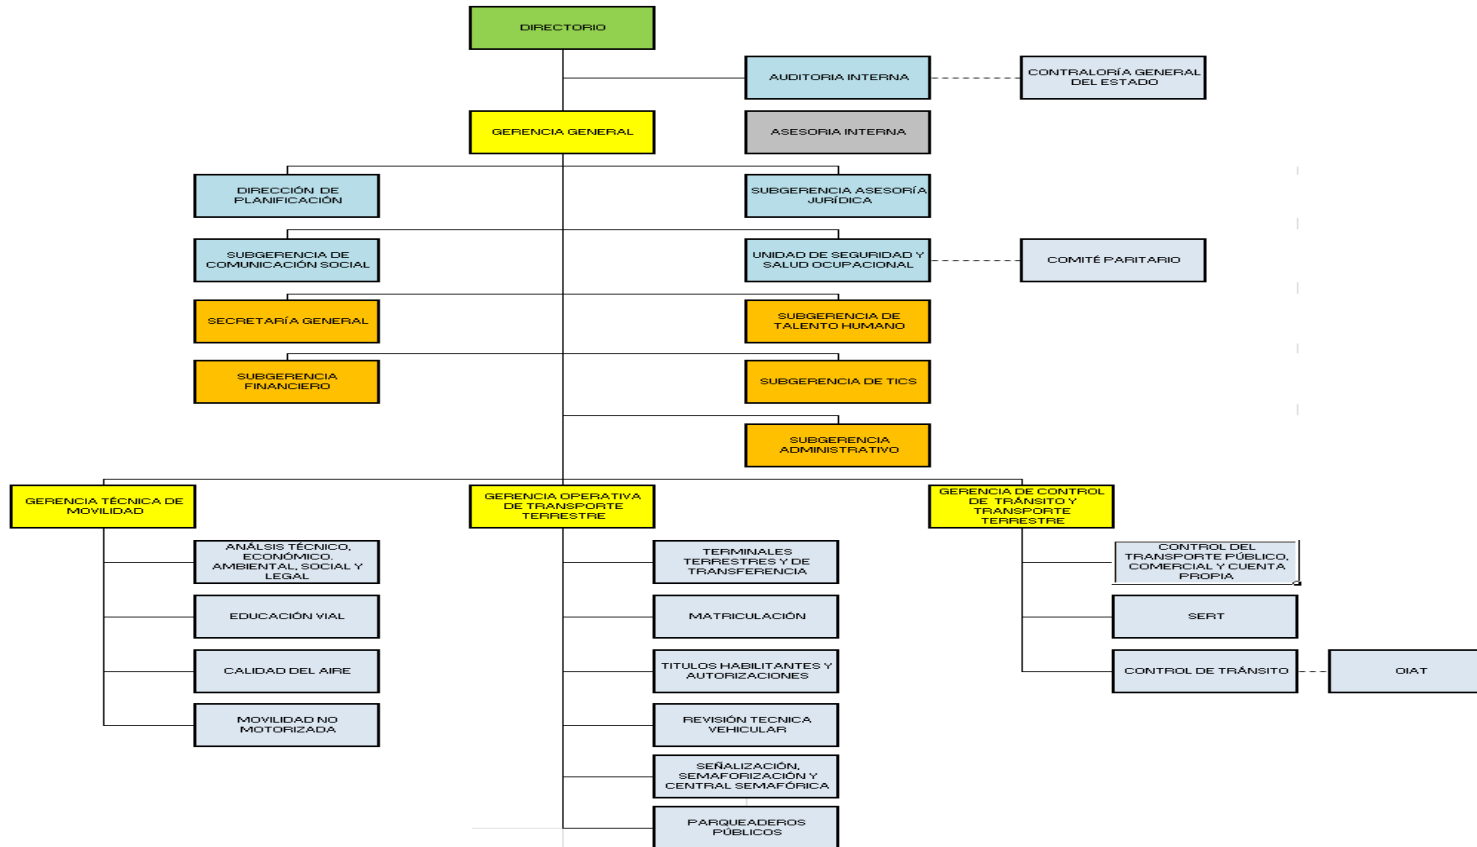 DIRECTORIO
AUDITORIA INTERNA
CONTRALORÍA GENERAL
DEL ESTADO
GERENCIA GENERAL
ASESORIA INTERNA
DIRECCIÓN DE
PLANIFICACIÓN
SUBGERENCIA ASESORÍA
JURÍDICA
SUBGERENCIA DE
COMUNICACIÓN SOCIAL
UNIDAD DE SEGURIDAD Y
SALUD OCUPACIONAL
COMITÉ PARITARIO
SECRETARÍA GENERAL
SUBGERENCIA DE
TALENTO HUMANO
SUBGERENCIA
FINANCIERO
SUBGERENCIA DE TICS
SUBGERENCIA
ADMINISTRATIVO
GERENCIA TÉCNICA DE
MOVILIDAD
GERENCIA OPERATIVA
DE TRANSPORTE
TERRESTRE
GERENCIA DE CONTROL
DE TRÁNSITO Y
TRANSPORTE
TERRESTRE
ANÁLSIS TÉCNICO,
ECONÓMICO,
AMBIENTAL, SOCIAL Y
LEGAL
TERMINALES
TERRESTRES Y DE
TRANSFERENCIA
CONTROL DEL
TRANSPORTE PÚBLICO,
COMERCIAL Y CUENTA
PROPIA
EDUCACIÓN VIAL
MATRICULACIÓN
SERT
CALIDAD DEL AIRE
TITULOS HABILITANTES Y
AUTORIZACIONES
CONTROL DE TRÁNSITO
OIAT
MOVILIDAD NO
MOTORIZADA
REVISIÓN TECNICA
VEHICULAR
SEÑALIZACIÓN,
SEMAFORIZACIÓN Y
CENTRAL SEMAFÓRICA
PARQUEADEROS
PÚBLICOS